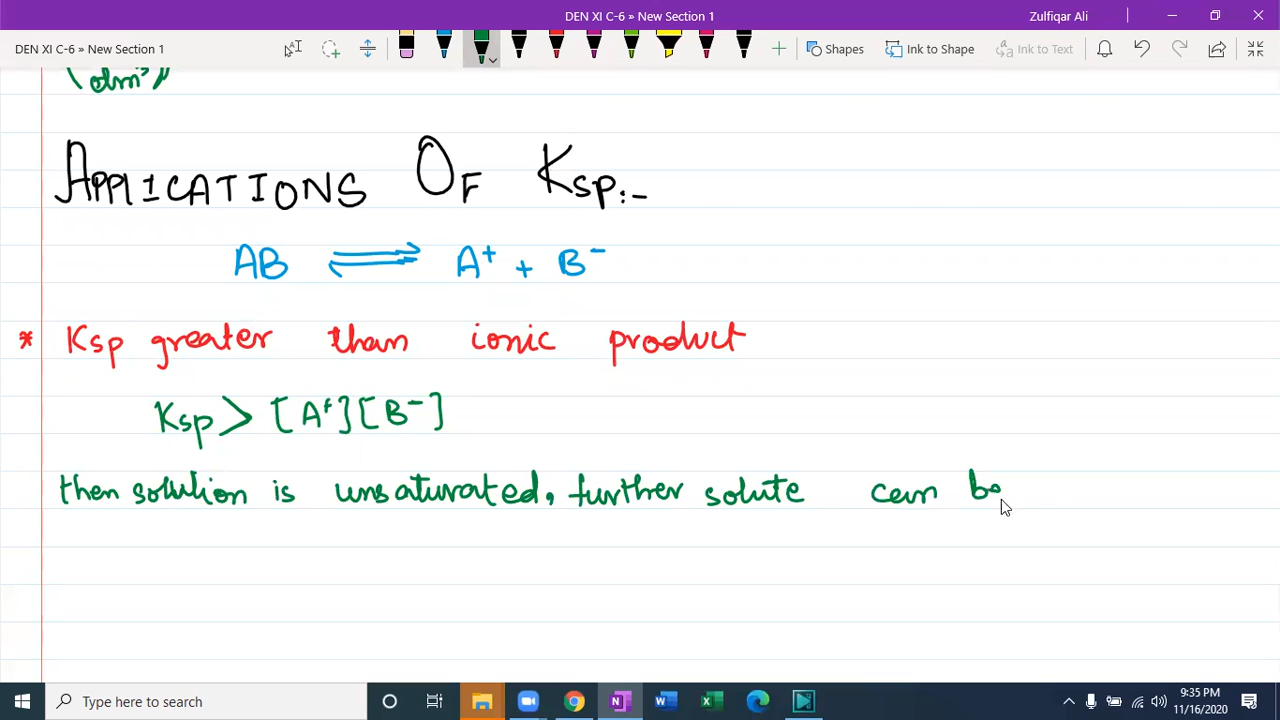 DEN XI C-6 » New Section 1
Zulfiqar Ali
DEN XI C-6 » New Section 1
Shapes
Ink to Shape
Ink to Text
(dm³)
APPLICATIONS OF Ksp:-
AB ⇌ A⁺ + B⁻
* Ksp greater than ionic product
Ksp > [A⁺][B⁻]
then solution is unsaturated, further solute can be
Type here to search
9:35 PM
11/16/2020